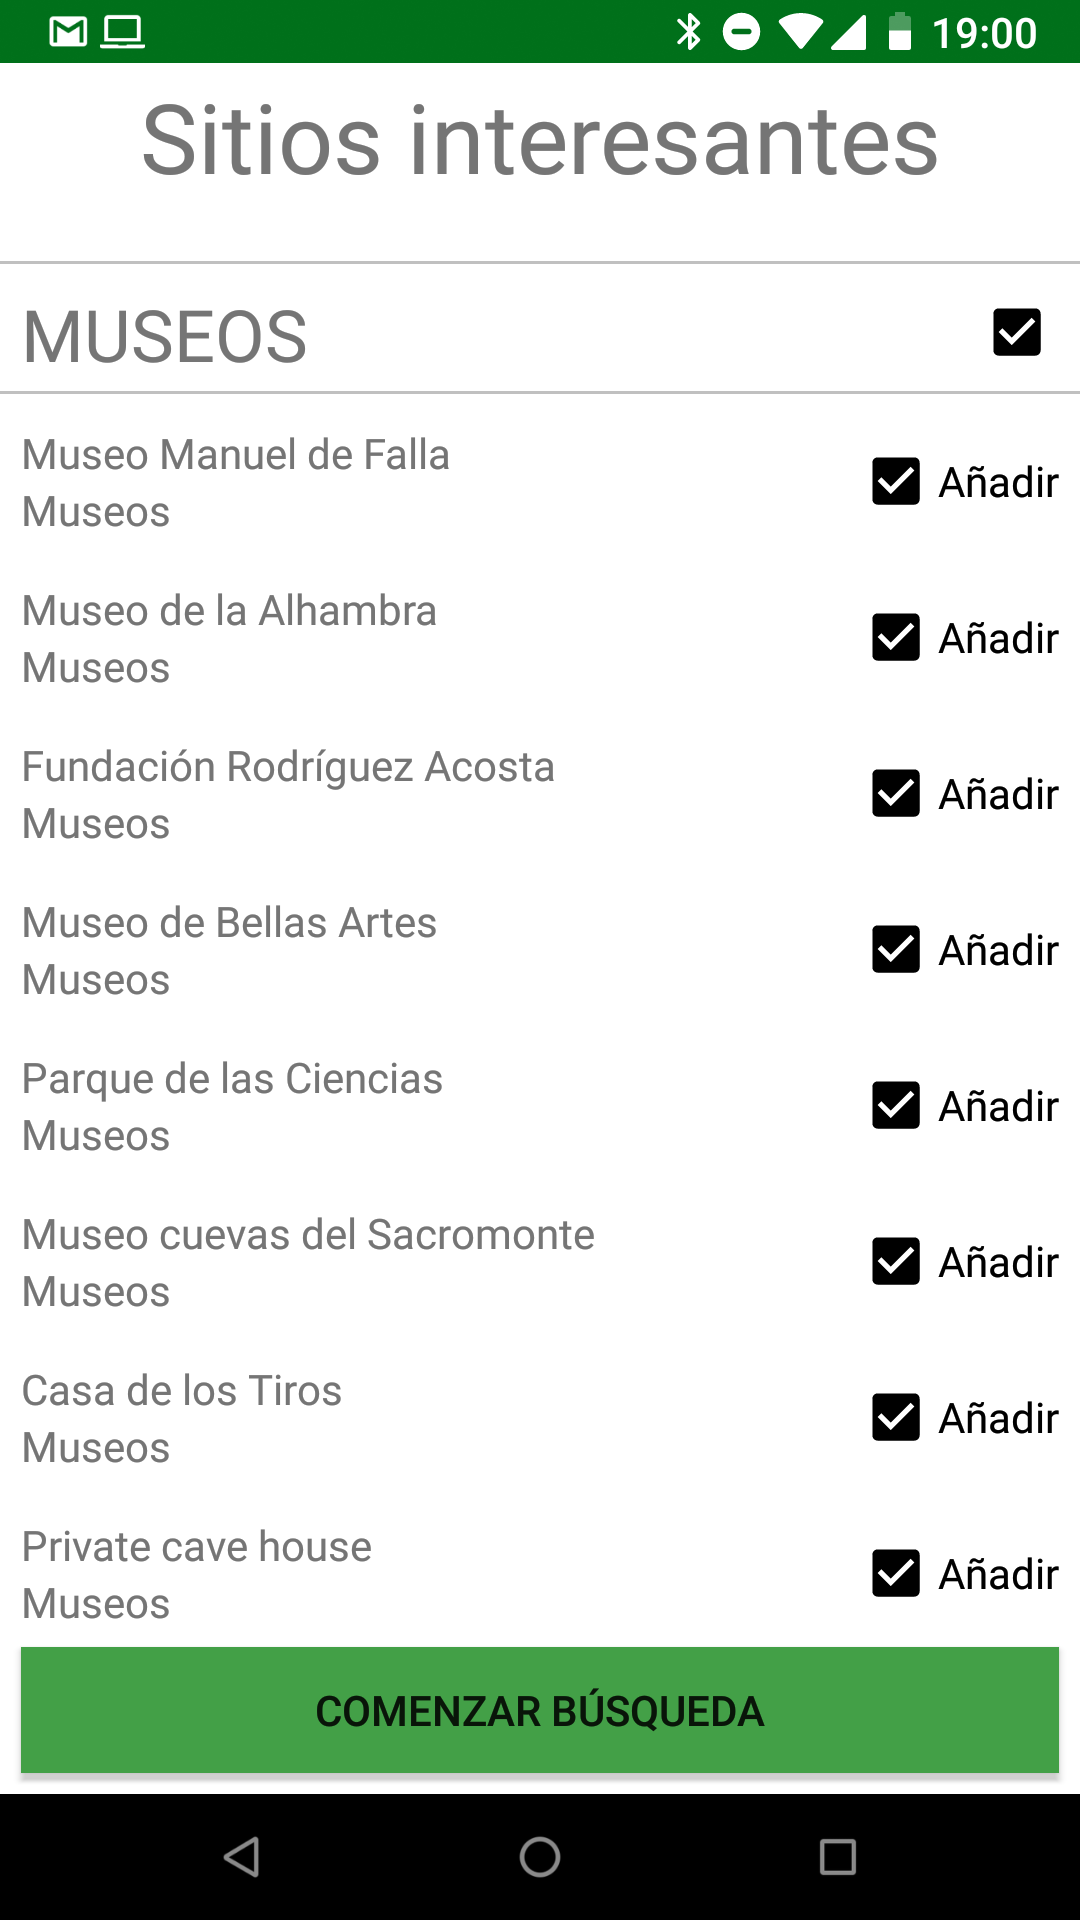 19:00
Sitios interesantes
MUSEOS
Museo Manuel de Falla
Museos
Añadir
Museo de la Alhambra
Museos
Añadir
Fundación Rodríguez Acosta
Museos
Añadir
Museo de Bellas Artes
Museos
Añadir
Parque de las Ciencias
Museos
Añadir
Museo cuevas del Sacromonte
Museos
Añadir
Casa de los Tiros
Museos
Añadir
Private cave house
Museos
Añadir
COMENZAR BÚSQUEDA